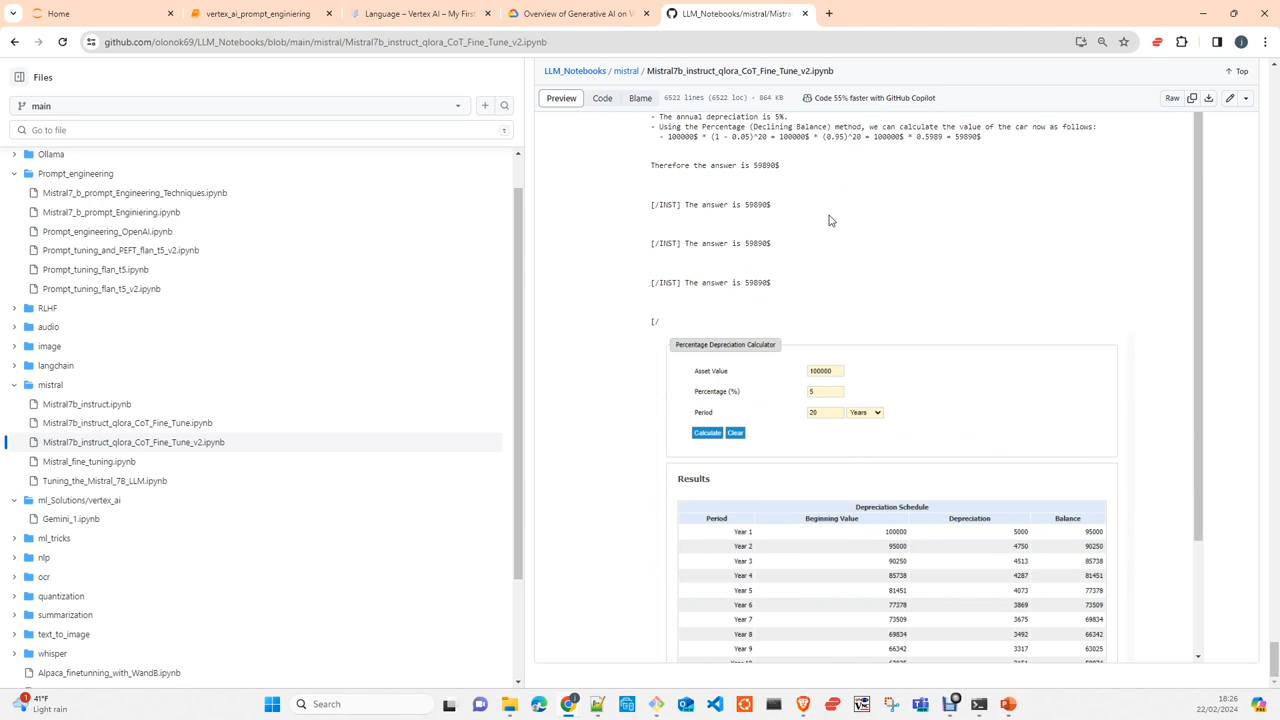 Home
vertex_ai_prompt_enginiering
Language – Vertex AI – My First
Overview of Generative AI on V
LLM_Notebooks/mistral/Mistral
github.com/olonok69/LLM_Notebooks/blob/main/mistral/Mistral7b_instruct_qlora_CoT_Fine_Tune_v2.ipynb
Files
main
Go to file
t
Ollama
Prompt_engineering
Mistral7_b_prompt_Engineering_Techniques.ipynb
Mistral7_b_prompt_Enginiering.ipynb
Prompt_engineering_OpenAI.ipynb
Prompt_tuning_and_PEFT_flan_t5_v2.ipynb
Prompt_tuning_flan_t5.ipynb
Prompt_tuning_flan_t5_v2.ipynb
RLHF
audio
image
langchain
mistral
Mistral7b_instruct.ipynb
Mistral7b_instruct_qlora_CoT_Fine_Tune.ipynb
Mistral7b_instruct_qlora_CoT_Fine_Tune_v2.ipynb
Mistral_fine_tuning.ipynb
Tuning_the_Mistral_7B_LLM.ipynb
ml_Solutions/vertex_ai
Gemini_1.ipynb
ml_tricks
nlp
ocr
quantization
summarization
text_to_image
whisper
Alpaca_finetunning_with_WandB.ipynb
LLM_Notebooks / mistral / Mistral7b_instruct_qlora_CoT_Fine_Tune_v2.ipynb
Top
Preview Code Blame 6522 lines (6522 loc) · 864 KB Code 55% faster with GitHub Copilot Raw
- The annual depreciation is 5%.
- Using the Percentage (Declining Balance) method, we can calculate the value of the car now as follows:
- 100000$ * (1 - 0.05)^20 = 100000$ * (0.95)^20 = 100000$ * 0.5989 = 59890$
Therefore the answer is 59890$
[/INST] The answer is 59890$
[/INST] The answer is 59890$
[/INST] The answer is 59890$
[/
Percentage Depreciation Calculator
Asset Value 100000
Percentage (%) 5
Period 20 Years
Calculate Clear
Results
Depreciation Schedule
Period Beginning Value Depreciation Balance
Year 1 100000 5000 95000
Year 2 95000 4750 90250
Year 3 90250 4513 85738
Year 4 85738 4287 81451
Year 5 81451 4073 77378
Year 6 77378 3869 73509
Year 7 73509 3675 69834
Year 8 69834 3492 66342
Year 9 66342 3317 63025
41°F
Light rain
Search
18:26
22/02/2024